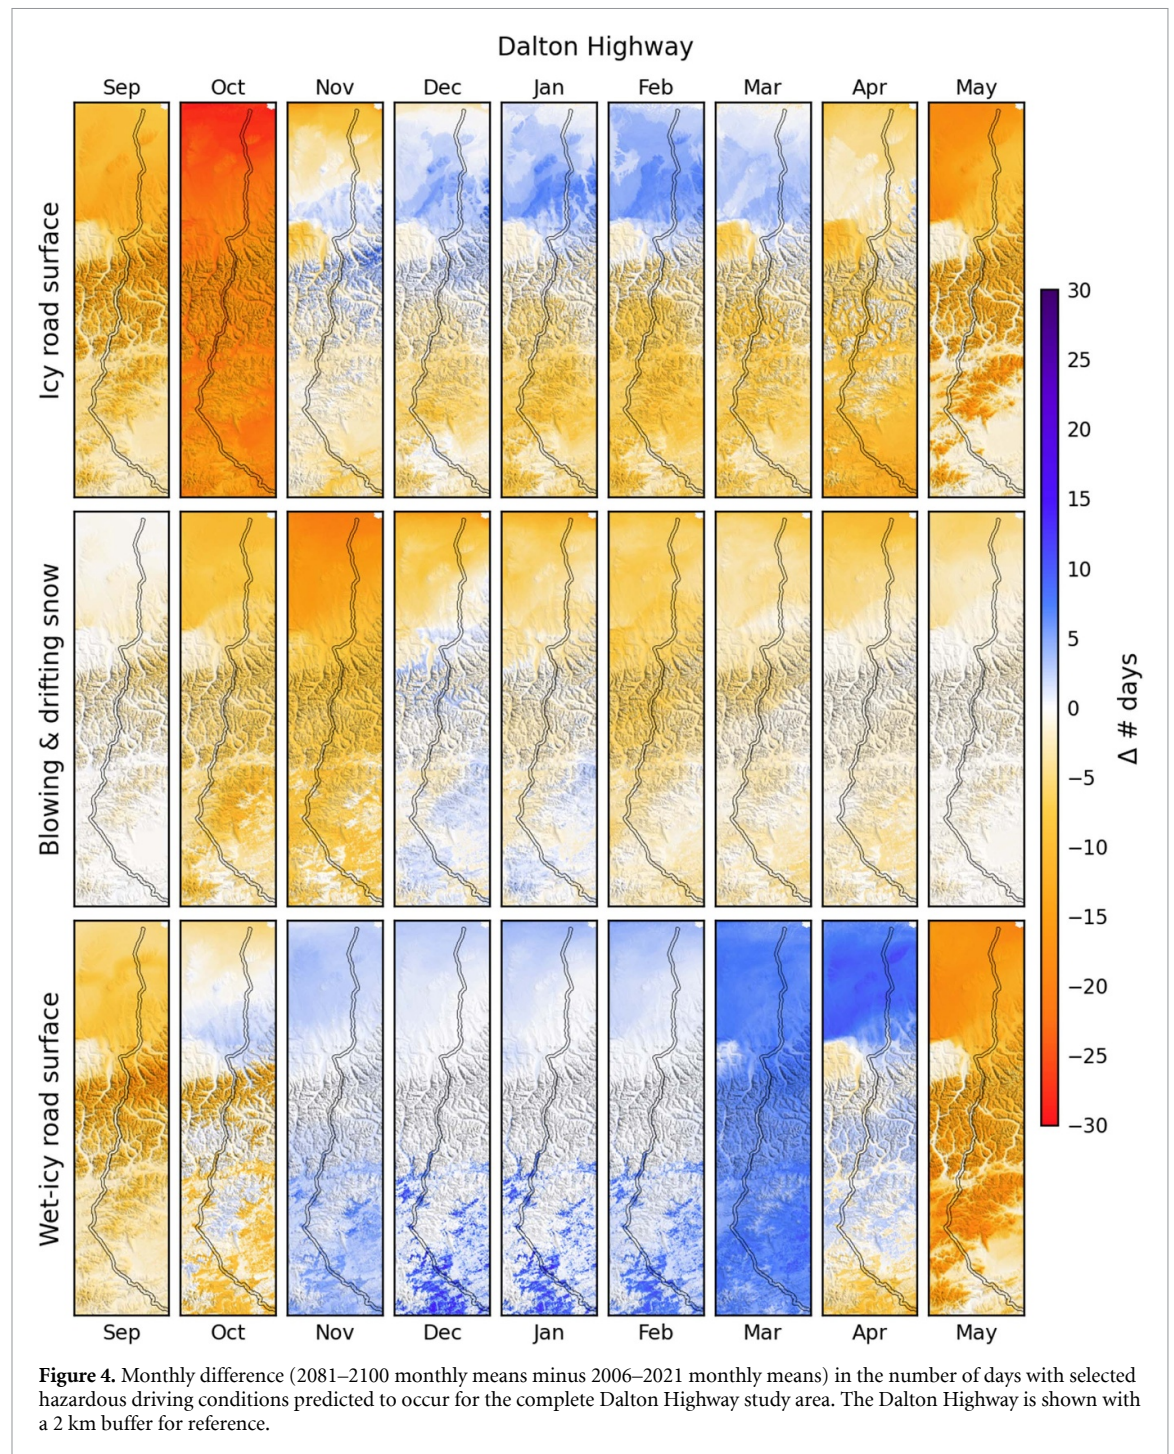 Dalton Highway
Sep Oct Nov Dec Jan Feb Mar Apr May
Icy road surface
Blowing & drifting snow
Wet-icy road surface
30
25
20
15
10
5
0
−5
−10
−15
−20
−25
−30
Δ # days
Sep Oct Nov Dec Jan Feb Mar Apr May
Figure 4. Monthly difference (2081–2100 monthly means minus 2006–2021 monthly means) in the number of days with selected
hazardous driving conditions predicted to occur for the complete Dalton Highway study area. The Dalton Highway is shown with
a 2 km buffer for reference.